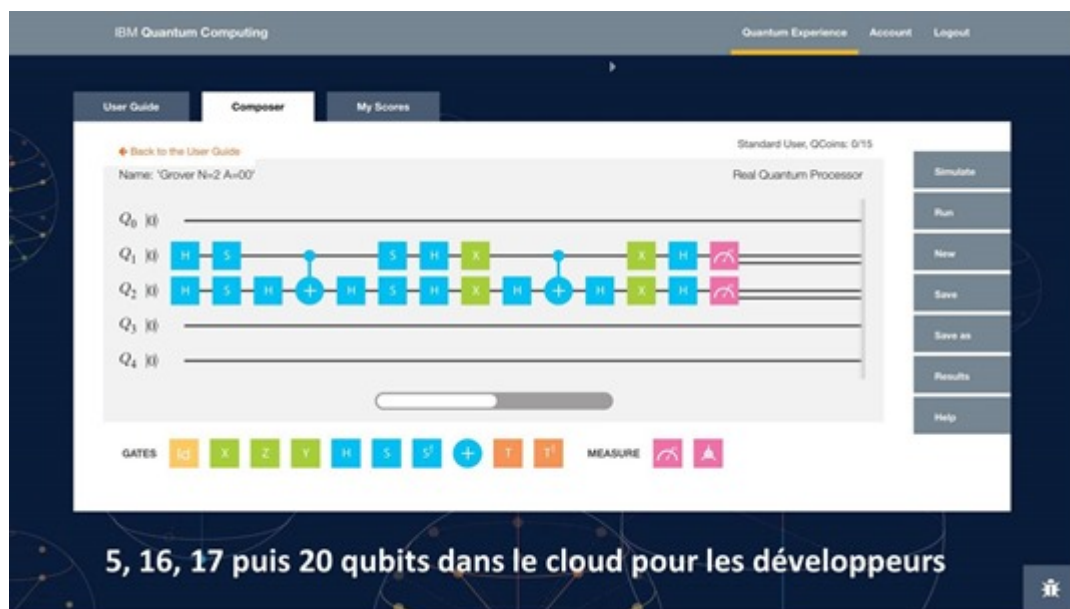 IBM Quantum Computing
Quantum Experience Account Logout
User Guide Composer My Scores
Back to the User Guide
Standard User, QCoins: 0/15
Name: 'Grover N=2 A=00'
Real Quantum Processor
Simulate
Run
New
Save
Save as
Results
Help
Q0 |0⟩
Q1 |0⟩ H S S H X X H
Q2 |0⟩ H S H + H S H X H + H X H
Q3 |0⟩
Q4 |0⟩
GATES Id X Z Y H S S† + T T† MEASURE
5, 16, 17 puis 20 qubits dans le cloud pour les développeurs